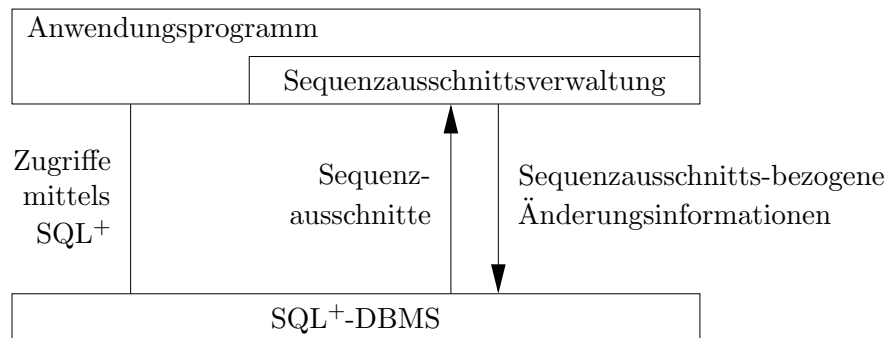 Anwendungsprogramm
Sequenzausschnittsverwaltung
Zugriffe
mittels
SQL⁺
Sequenz-
ausschnitte
Sequenzausschnitts-bezogene
Änderungsinformationen
SQL⁺-DBMS